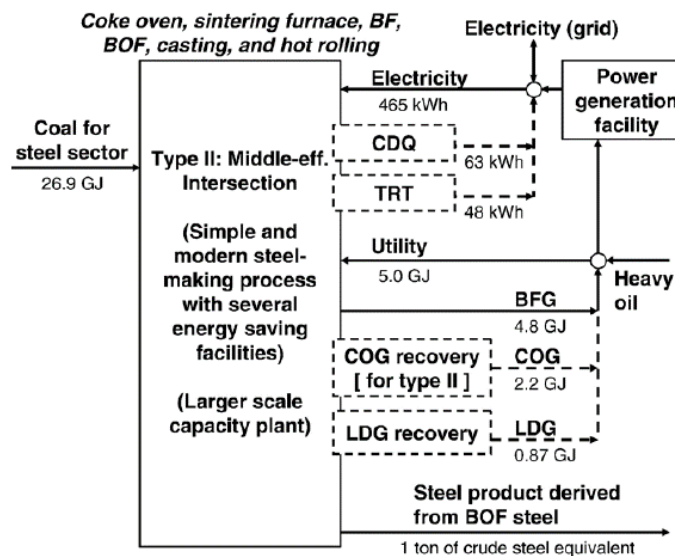 Coke oven, sintering furnace, BF,
BOF, casting, and hot rolling
Electricity (grid)
Electricity
465 kWh
Power
generation
facility
Coal for
steel sector
26.9 GJ
Type II: Middle-eff.
Intersection
(Simple and
modern steel-
making process
with several
energy saving
facilities)
(Larger scale
capacity plant)
CDQ
63 kWh
TRT
48 kWh
Utility
5.0 GJ
Heavy
oil
BFG
4.8 GJ
COG recovery
[ for type II ]
COG
2.2 GJ
LDG recovery
LDG
0.87 GJ
Steel product derived
from BOF steel
1 ton of crude steel equivalent